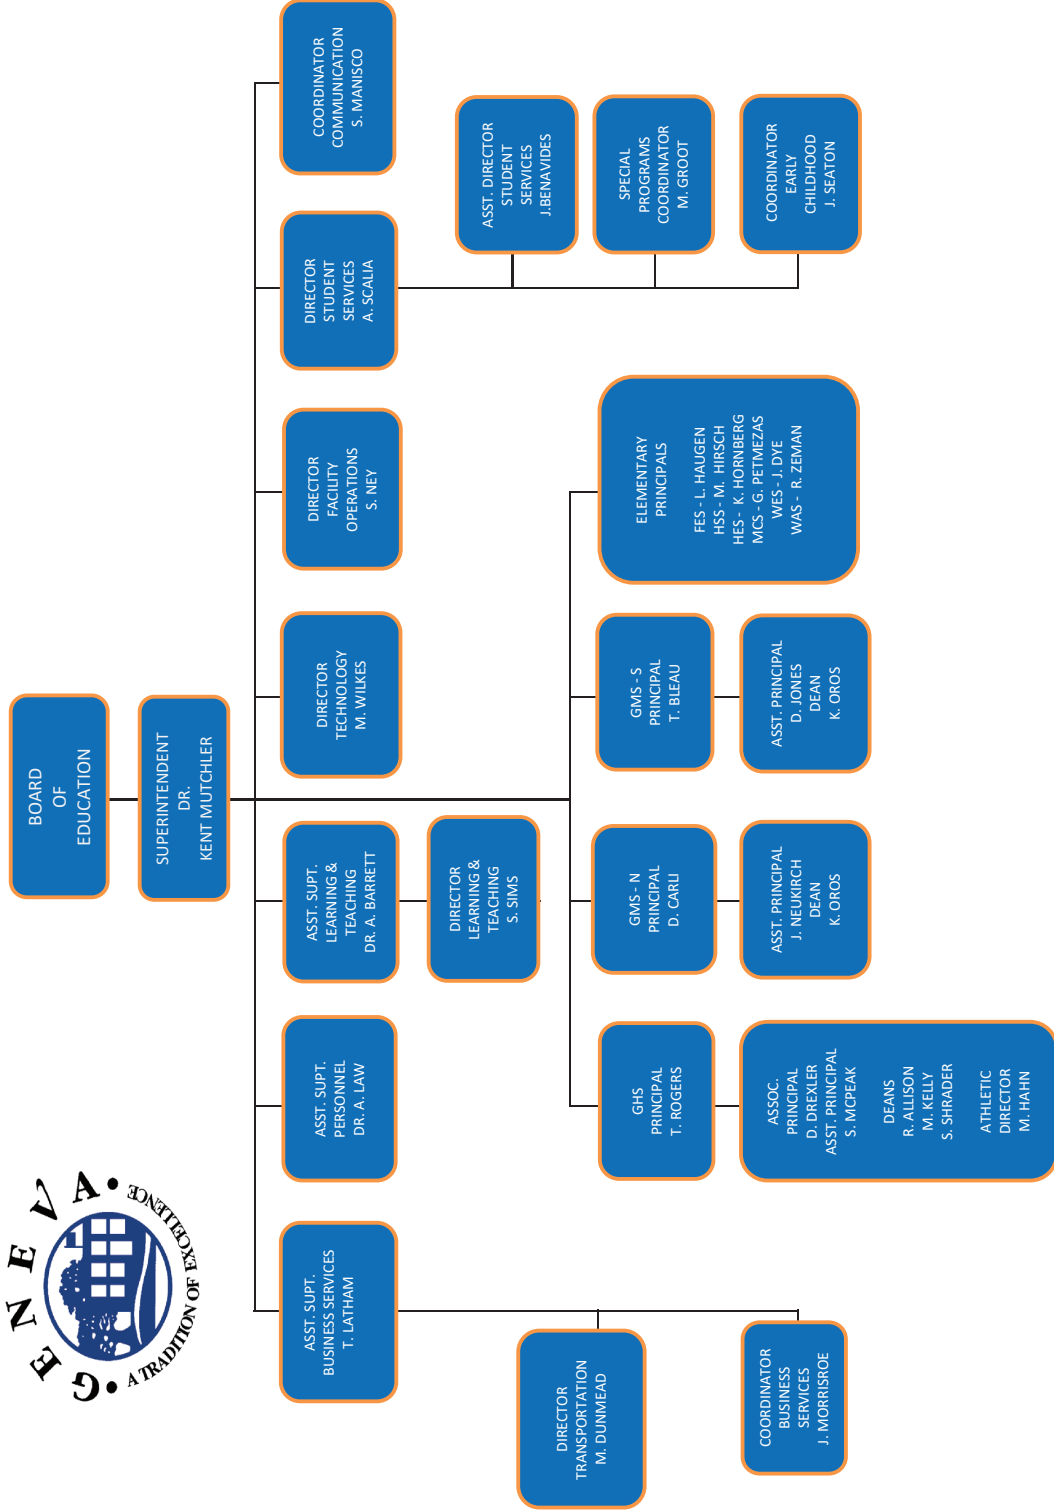 GENEVA
A TRADITION OF EXCELLENCE
BOARD
OF
EDUCATION
SUPERINTENDENT
DR.
KENT MUTCHLER
ASST. SUPT.
BUSINESS SERVICES
T. LATHAM
ASST. SUPT.
PERSONNEL
DR. A. LAW
ASST. SUPT.
LEARNING &
TEACHING
DR. A. BARRETT
DIRECTOR
TECHNOLOGY
M. WILKES
DIRECTOR
FACILITY
OPERATIONS
S. NEY
DIRECTOR
STUDENT
SERVICES
A. SCALIA
COORDINATOR
COMMUNICATION
S. MANISCO
DIRECTOR
LEARNING &
TEACHING
S. SIMS
DIRECTOR
TRANSPORTATION
M. DUNMEAD
COORDINATOR
BUSINESS
SERVICES
J. MORRISROE
ASST. DIRECTOR
STUDENT
SERVICES
J.BENAVIDES
SPECIAL
PROGRAMS
COORDINATOR
M. GROOT
COORDINATOR
EARLY
CHILDHOOD
J. SEATON
GHS
PRINCIPAL
T. ROGERS
GMS - N
PRINCIPAL
D. CARLI
GMS - S
PRINCIPAL
T. BLEAU
ELEMENTARY
PRINCIPALS
FES - L. HAUGEN
HSS - M. HIRSCH
HES - K. HORNBERG
MCS - G. PETMEZAS
WES - J. DYE
WAS - R. ZEMAN
ASSOC.
PRINCIPAL
D. DREXLER
ASST. PRINCIPAL
S. MCPEAK
DEANS
R. ALLISON
M. KELLY
S. SHRADER
ATHLETIC
DIRECTOR
M. HAHN
ASST. PRINCIPAL
J. NEUKIRCH
DEAN
K. OROS
ASST. PRINCIPAL
D. JONES
DEAN
K. OROS